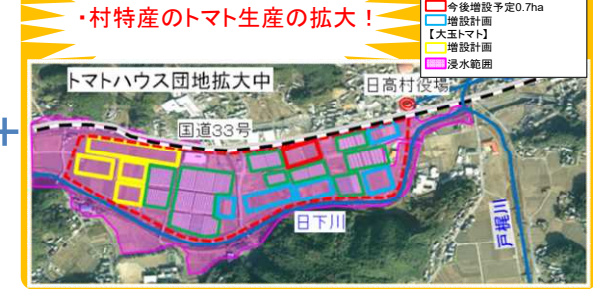 ・村特産のトマト生産の拡大！
今後増設予定0.7ha
増設計画
【大玉トマト】
増設計画
浸水範囲
トマトハウス団地拡大中
日高村役場
国道33号
日下川
戸梶川